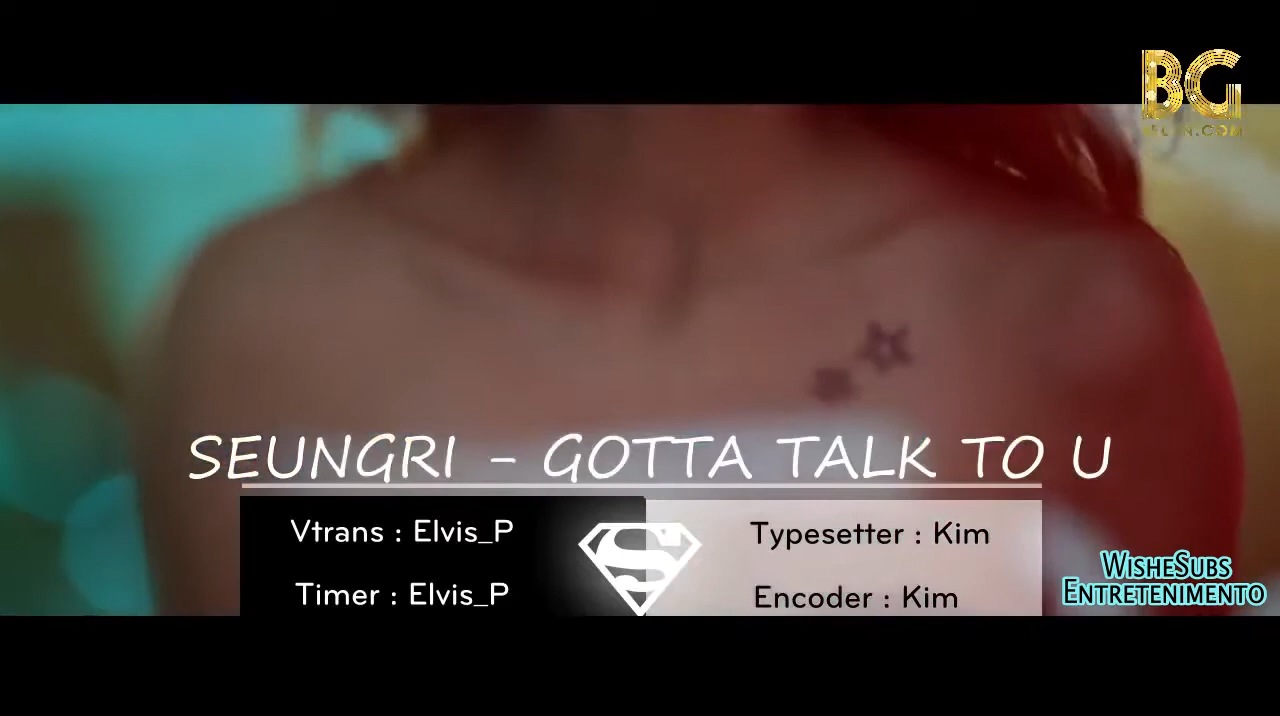 BG
SEUNGRI - GOTTA TALK TO U
Vtrans : Elvis_P
Typesetter : Kim
Timer : Elvis_P
Encoder : Kim
S
WISHESUBS
ENTRETENIMENTO